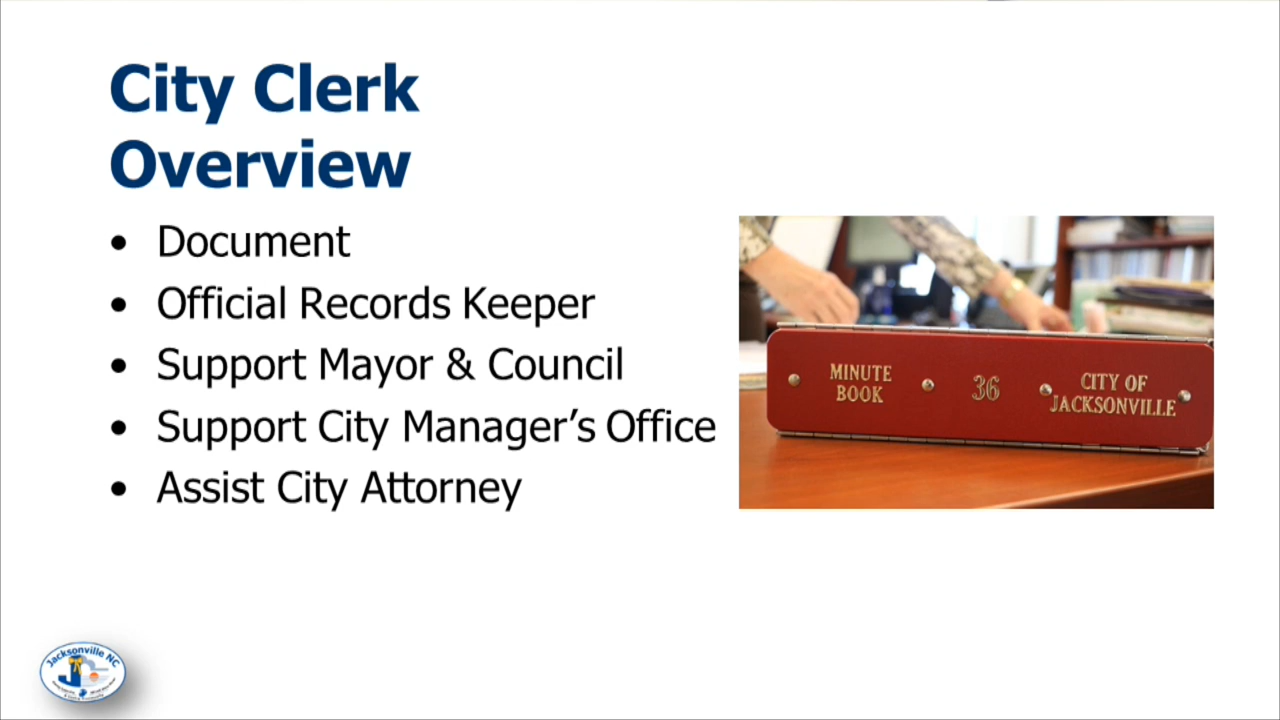 City Clerk
Overview
• Document
• Official Records Keeper
• Support Mayor & Council
• Support City Manager’s Office
• Assist City Attorney
MINUTE
BOOK
36
CITY OF
JACKSONVILLE
Jacksonville NC